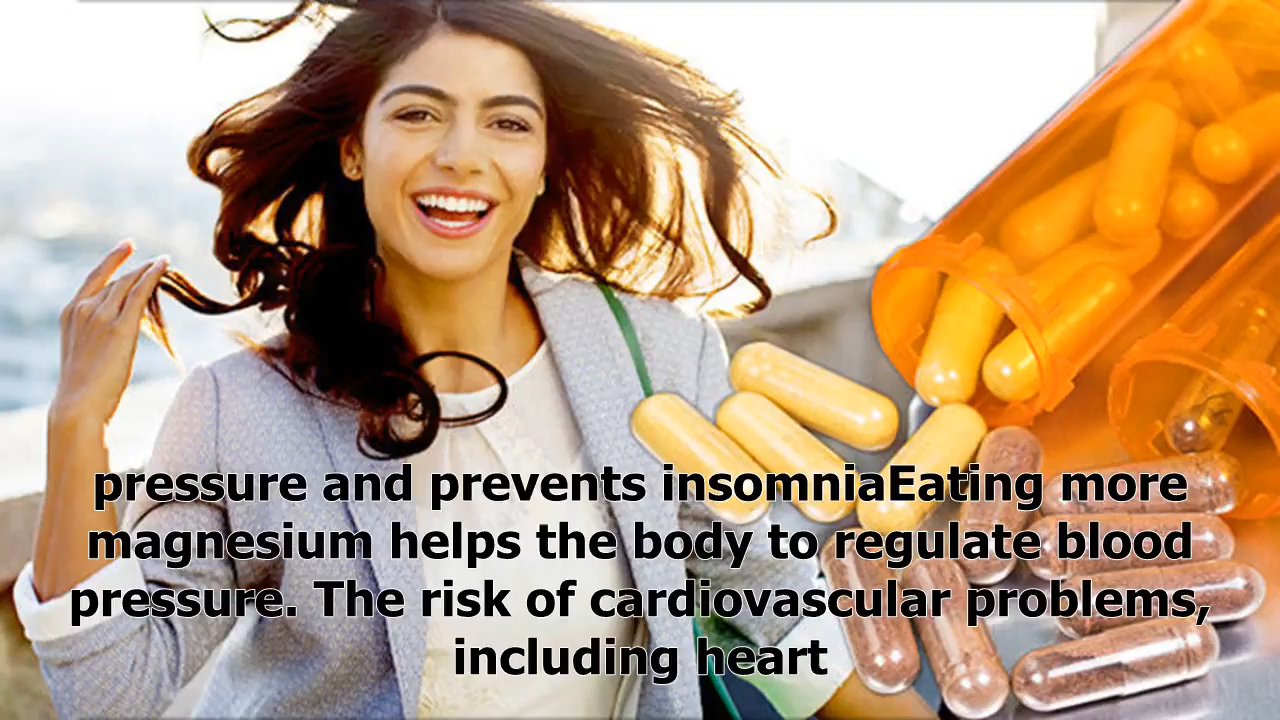 pressure and prevents insomniaEating more
magnesium helps the body to regulate blood
pressure. The risk of cardiovascular problems,
including heart